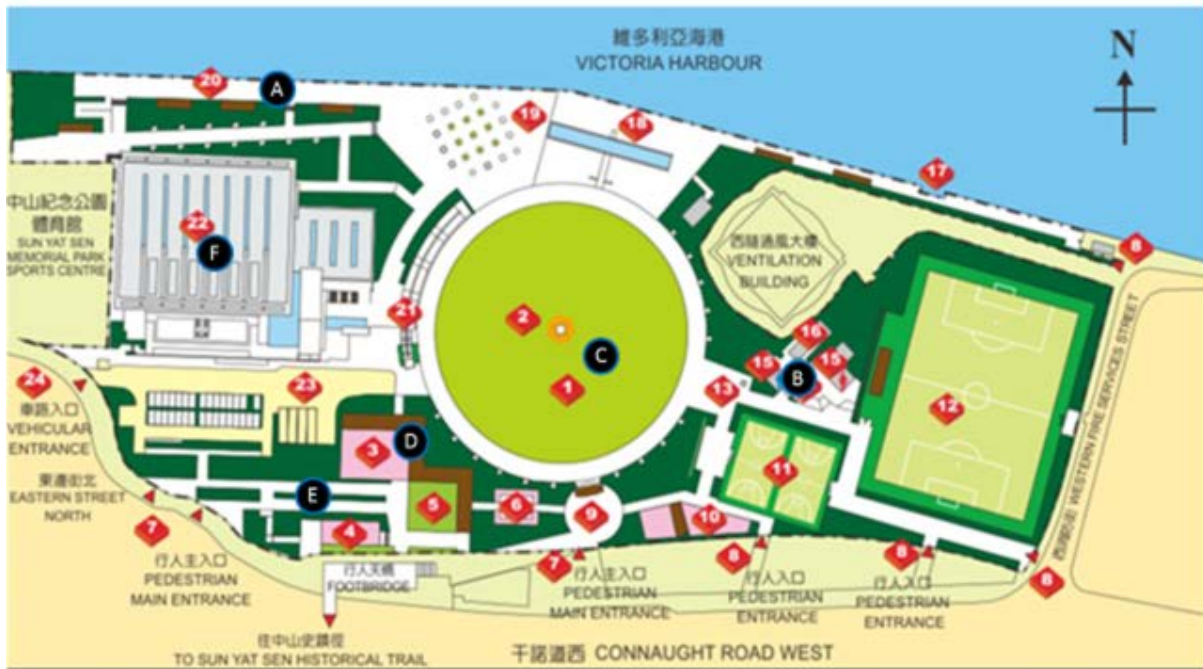 維多利亞海港
VICTORIA HARBOUR
N
20
A
19
18
17
中山紀念公園
體育館
SUN YAT SEN
MEMORIAL PARK
SPORTS CENTRE
22
F
西隧通風大樓
VENTILATION
BUILDING
8
21
2
C
1
16
15
15
B
13
12
24
車路入口
VEHICULAR
ENTRANCE
23
3
D
11
東邊街北
EASTERN STREET
NORTH
E
5
6
9
10
4
7
行人主入口
PEDESTRIAN
MAIN ENTRANCE
行人天橋
FOOTBRIDGE
7
行人主入口
PEDESTRIAN
MAIN ENTRANCE
8
行人入口
PEDESTRIAN
ENTRANCE
8
行人入口
PEDESTRIAN
ENTRANCE
8
WESTERN FIRE SERVICES STREET
往中山史蹟徑
TO SUN YAT SEN HISTORICAL TRAIL
干諾道西 CONNAUGHT ROAD WEST